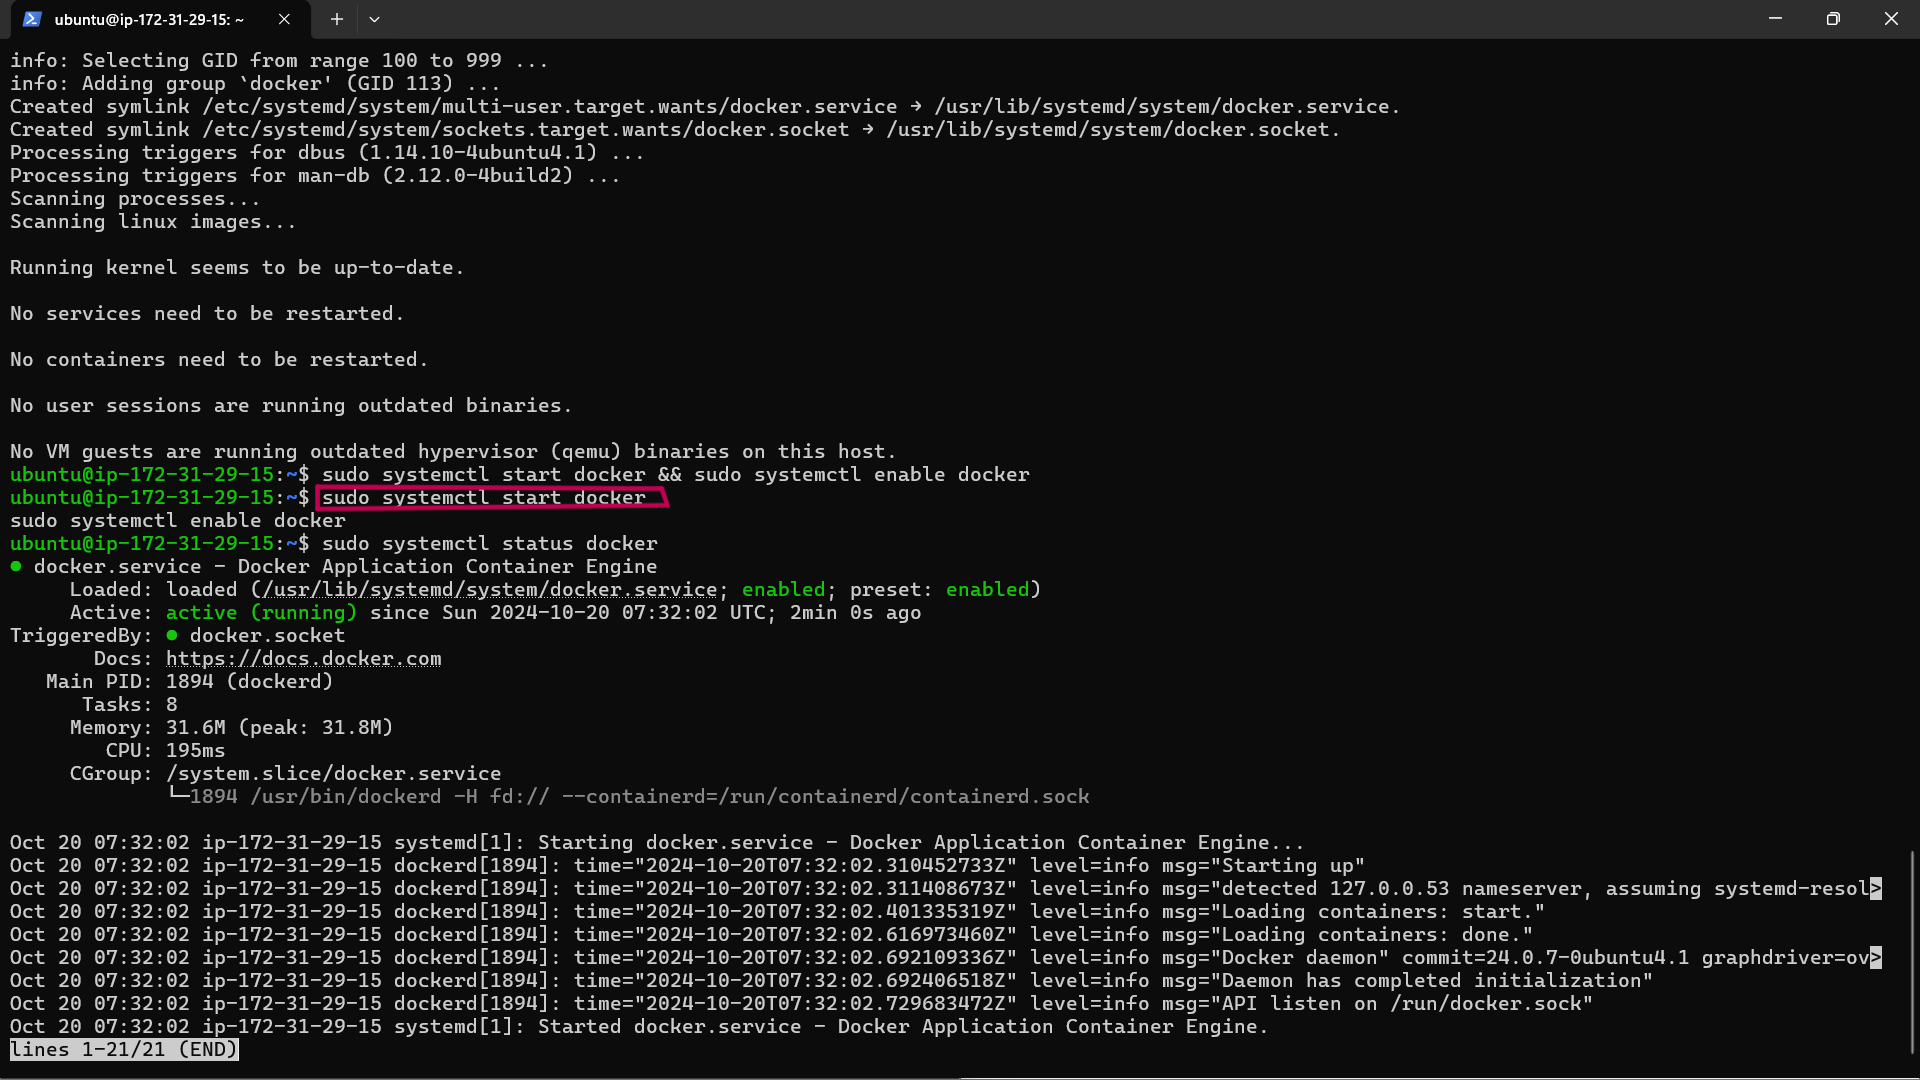 ubuntu@ip-172-31-29-15: ~
info: Selecting GID from range 100 to 999 ...
info: Adding group `docker' (GID 113) ...
Created symlink /etc/systemd/system/multi-user.target.wants/docker.service → /usr/lib/systemd/system/docker.service.
Created symlink /etc/systemd/system/sockets.target.wants/docker.socket → /usr/lib/systemd/system/docker.socket.
Processing triggers for dbus (1.14.10-4ubuntu4.1) ...
Processing triggers for man-db (2.12.0-4build2) ...
Scanning processes...
Scanning linux images...
Running kernel seems to be up-to-date.
No services need to be restarted.
No containers need to be restarted.
No user sessions are running outdated binaries.
No VM guests are running outdated hypervisor (qemu) binaries on this host.
ubuntu@ip-172-31-29-15:~$ sudo systemctl start docker && sudo systemctl enable docker
ubuntu@ip-172-31-29-15:~$ sudo systemctl start docker
sudo systemctl enable docker
ubuntu@ip-172-31-29-15:~$ sudo systemctl status docker
● docker.service - Docker Application Container Engine
     Loaded: loaded (/usr/lib/systemd/system/docker.service; enabled; preset: enabled)
     Active: active (running) since Sun 2024-10-20 07:32:02 UTC; 2min 0s ago
TriggeredBy: ● docker.socket
       Docs: https://docs.docker.com
   Main PID: 1894 (dockerd)
      Tasks: 8
     Memory: 31.6M (peak: 31.8M)
        CPU: 195ms
     CGroup: /system.slice/docker.service
             └─1894 /usr/bin/dockerd -H fd:// --containerd=/run/containerd/containerd.sock
Oct 20 07:32:02 ip-172-31-29-15 systemd[1]: Starting docker.service - Docker Application Container Engine...
Oct 20 07:32:02 ip-172-31-29-15 dockerd[1894]: time="2024-10-20T07:32:02.310452733Z" level=info msg="Starting up"
Oct 20 07:32:02 ip-172-31-29-15 dockerd[1894]: time="2024-10-20T07:32:02.311408673Z" level=info msg="detected 127.0.0.53 nameserver, assuming systemd-resol>
Oct 20 07:32:02 ip-172-31-29-15 dockerd[1894]: time="2024-10-20T07:32:02.401335319Z" level=info msg="Loading containers: start."
Oct 20 07:32:02 ip-172-31-29-15 dockerd[1894]: time="2024-10-20T07:32:02.616973460Z" level=info msg="Loading containers: done."
Oct 20 07:32:02 ip-172-31-29-15 dockerd[1894]: time="2024-10-20T07:32:02.692109336Z" level=info msg="Docker daemon" commit=24.0.7-0ubuntu4.1 graphdriver=ov>
Oct 20 07:32:02 ip-172-31-29-15 dockerd[1894]: time="2024-10-20T07:32:02.692406518Z" level=info msg="Daemon has completed initialization"
Oct 20 07:32:02 ip-172-31-29-15 dockerd[1894]: time="2024-10-20T07:32:02.729683472Z" level=info msg="API listen on /run/docker.sock"
Oct 20 07:32:02 ip-172-31-29-15 systemd[1]: Started docker.service - Docker Application Container Engine.
lines 1-21/21 (END)